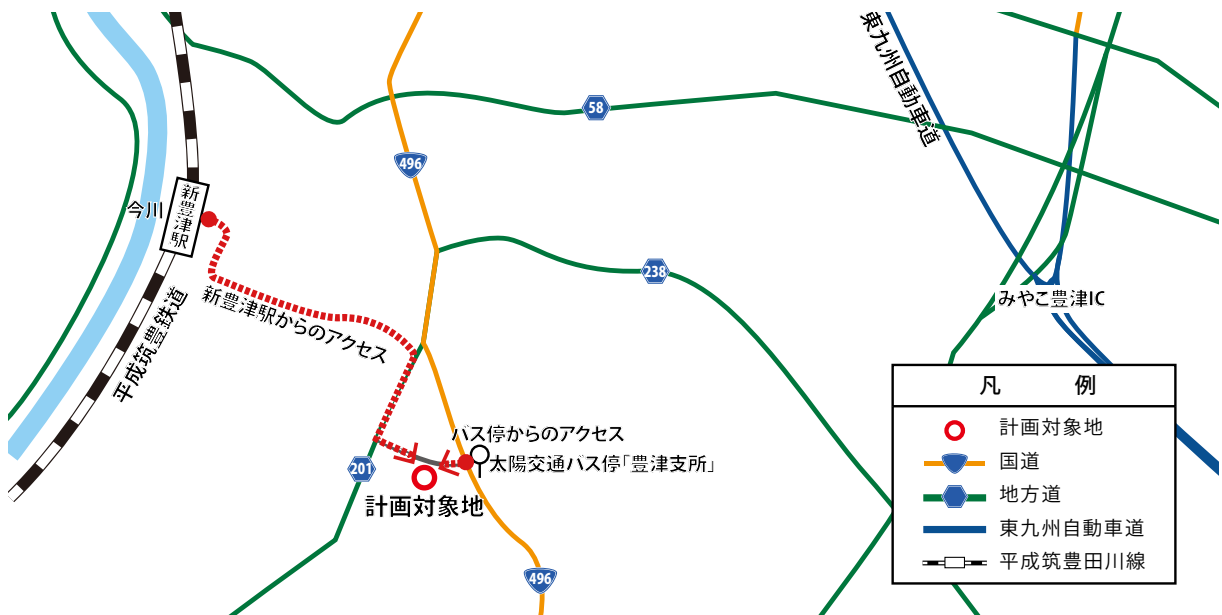 東九州自動車道
58
496
新豊津駅
今川
238
みやこ豊津IC
新豊津駅からのアクセス
平成筑豊鉄道
バス停からのアクセス
太陽交通バス停「豊津支所」
201
計画対象地
496
凡 例
計画対象地
国道
地方道
東九州自動車道
平成筑豊田川線